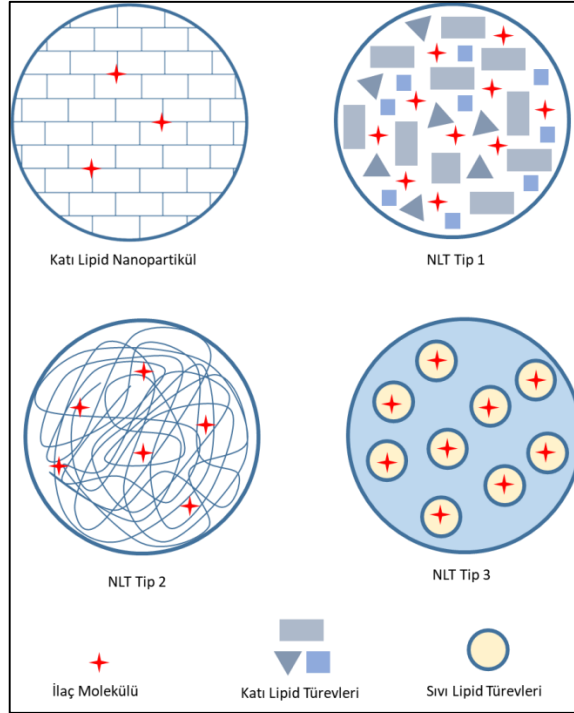 Katı Lipid Nanopartikül
NLT Tip 1
NLT Tip 2
NLT Tip 3
İlaç Molekülü
Katı Lipid Türevleri
Sıvı Lipid Türevleri